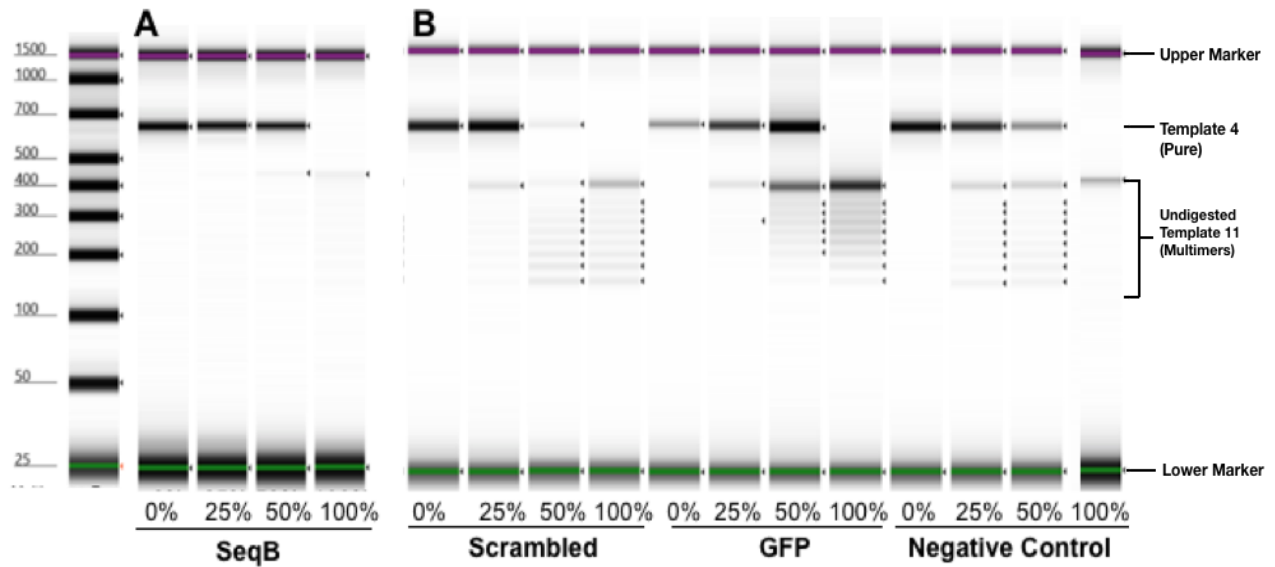 A
B
1500
1000
700
500
400
300
200
100
50
25
Upper Marker
Template 4
(Pure)
Undigested
Template 11
(Multimers)
Lower Marker
0% 25% 50% 100% 0% 25% 50% 100% 0% 25% 50% 100% 0% 25% 50% 100%
SeqB Scrambled GFP Negative Control